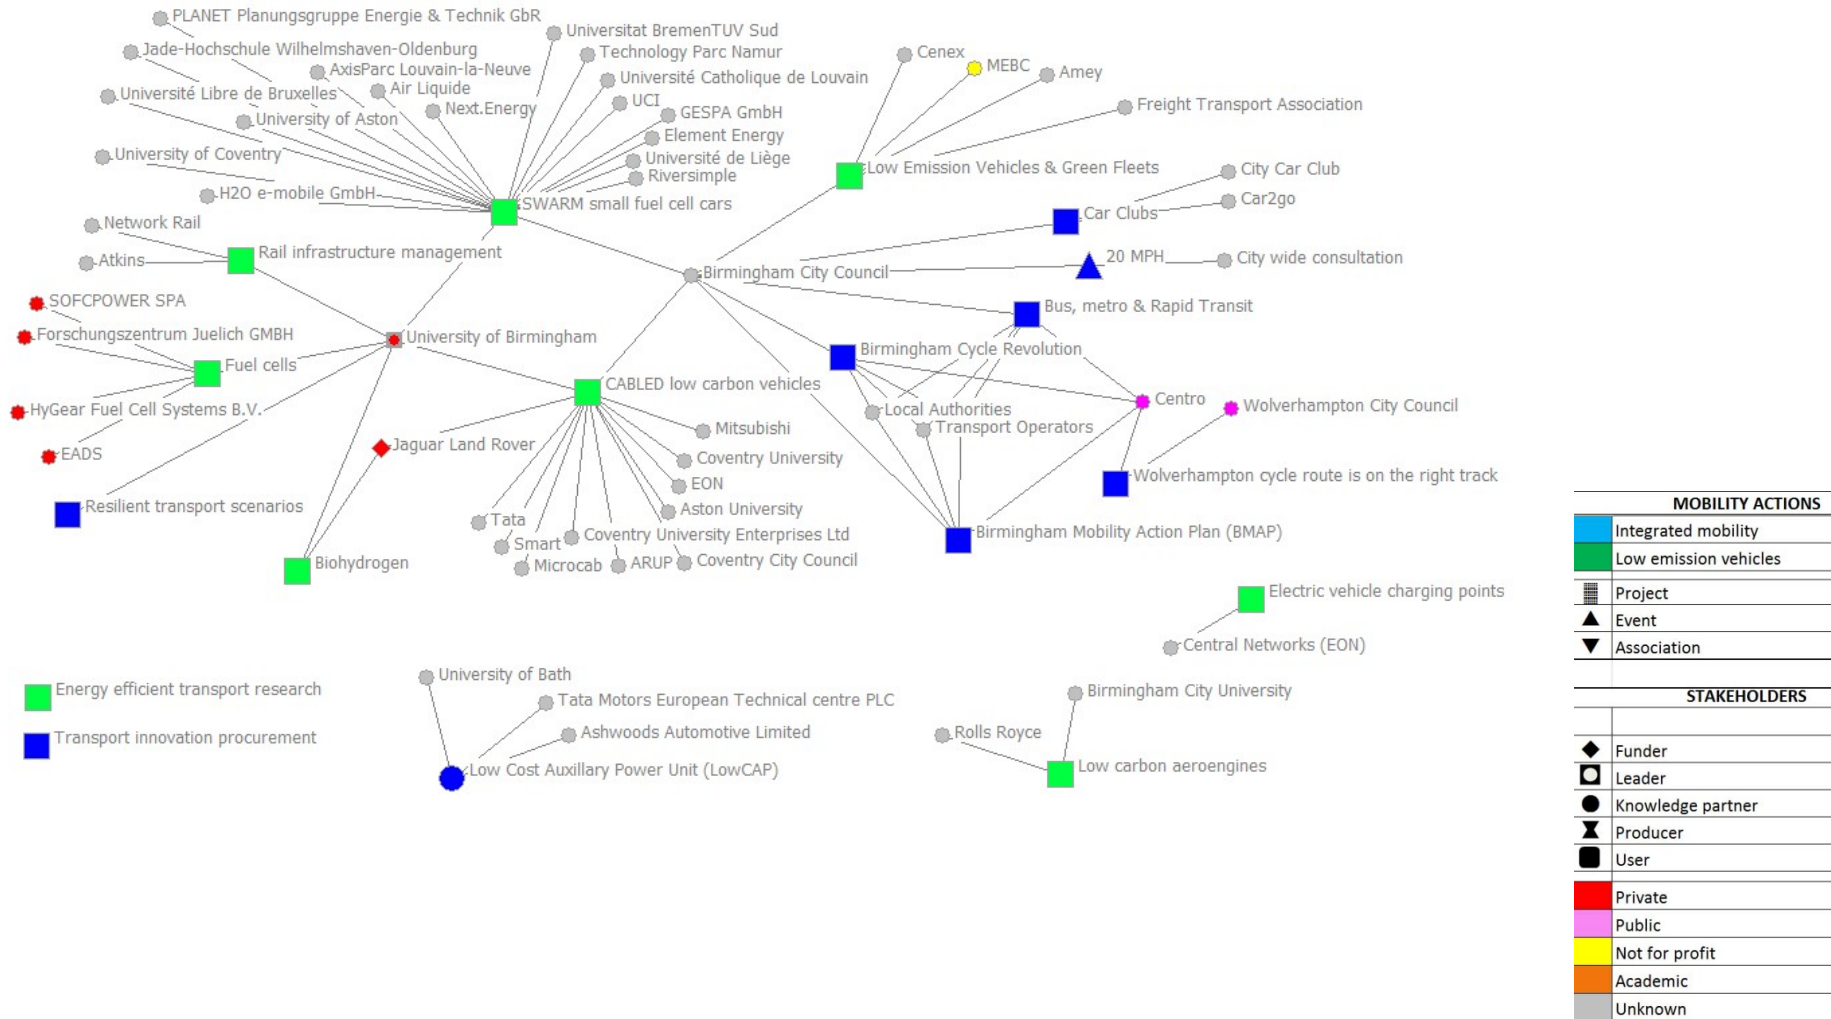 PLANET Planungsgruppe Energie & Technik GbR
Universitat BremenTUV Sud
Jade-Hochschule Wilhelmshaven-Oldenburg
Technology Parc Namur
Cenex
MEBC
Amey
AxisParc Louvain-la-Neuve
Université Catholique de Louvain
Air Liquide
Université Libre de Bruxelles
UCI
Next.Energy
GESPA GmbH
Freight Transport Association
University of Aston
Element Energy
University of Coventry
Université de Liège
Low Emission Vehicles & Green Fleets
City Car Club
Riversimple
H2O e-mobile GmbH
SWARM small fuel cell cars
Car2go
Car Clubs
Network Rail
Rail infrastructure management
20 MPH
City wide consultation
Atkins
Birmingham City Council
SOFCPOWER SPA
Bus, metro & Rapid Transit
Forschungszentrum Juelich GMBH
University of Birmingham
Birmingham Cycle Revolution
Fuel cells
CABLED low carbon vehicles
Centro
Wolverhampton City Council
HyGear Fuel Cell Systems B.V.
Local Authorities
Transport Operators
Mitsubishi
Jaguar Land Rover
EADS
Coventry University
Wolverhampton cycle route is on the right track
EON
Resilient transport scenarios
Aston University
Tata
Coventry University Enterprises Ltd
Birmingham Mobility Action Plan (BMAP)
Smart
Biohydrogen
Microcab
ARUP
Coventry City Council
Electric vehicle charging points
Central Networks (EON)
University of Bath
Energy efficient transport research
Tata Motors European Technical centre PLC
Birmingham City University
Transport innovation procurement
Ashwoods Automotive Limited
Rolls Royce
Low Cost Auxillary Power Unit (LowCAP)
Low carbon aeroengines
MOBILITY ACTIONS
Integrated mobility
Low emission vehicles
Project
Event
Association
STAKEHOLDERS
Funder
Leader
Knowledge partner
Producer
User
Private
Public
Not for profit
Academic
Unknown